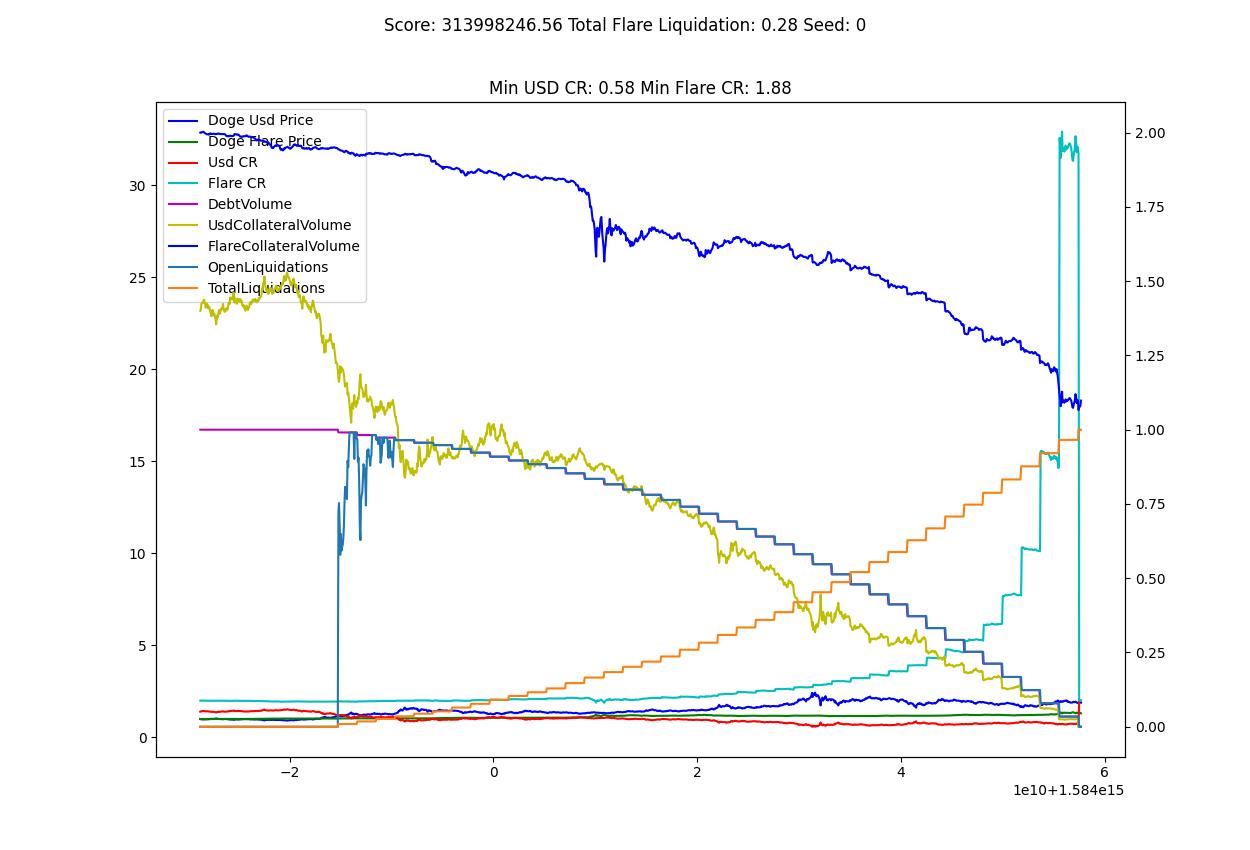 Score: 313998246.56 Total Flare Liquidation: 0.28 Seed: 0
Min USD CR: 0.58 Min Flare CR: 1.88
Doge Usd Price
Doge Flare Price
Usd CR
Flare CR
DebtVolume
UsdCollateralVolume
FlareCollateralVolume
OpenLiquidations
TotalLiquidations
30
25
20
15
10
5
0
2.00
1.75
1.50
1.25
1.00
0.75
0.50
0.25
0.00
−2
0
2
4
6
1e10+1.584e15